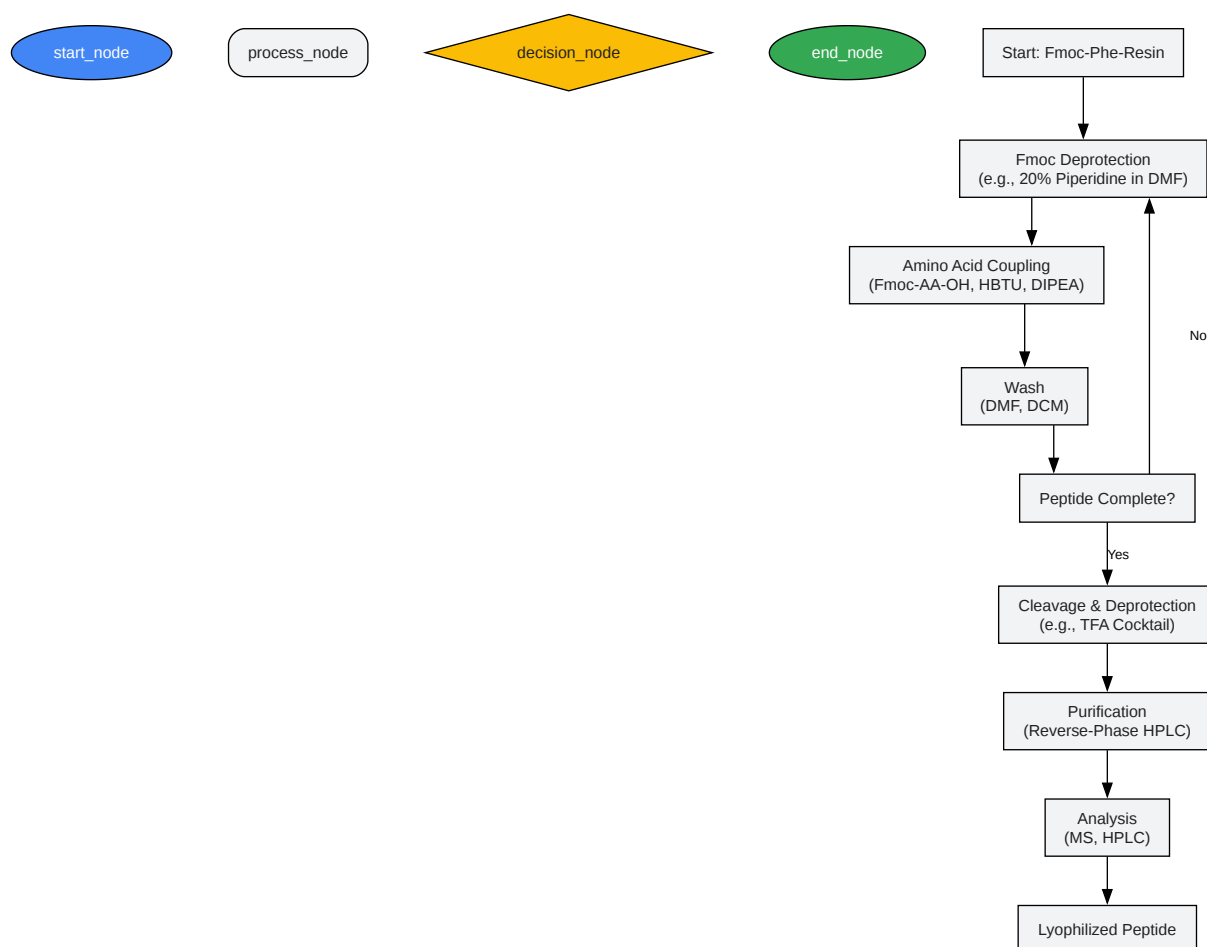 start_node
process_node
decision_node
end_node
Start: Fmoc-Phe-Resin
Fmoc Deprotection
(e.g., 20% Piperidine in DMF)
Amino Acid Coupling
(Fmoc-AA-OH, HBTU, DIPEA)
No
Wash
(DMF, DCM)
Peptide Complete?
Yes
Cleavage & Deprotection
(e.g., TFA Cocktail)
Purification
(Reverse-Phase HPLC)
Analysis
(MS, HPLC)
Lyophilized Peptide